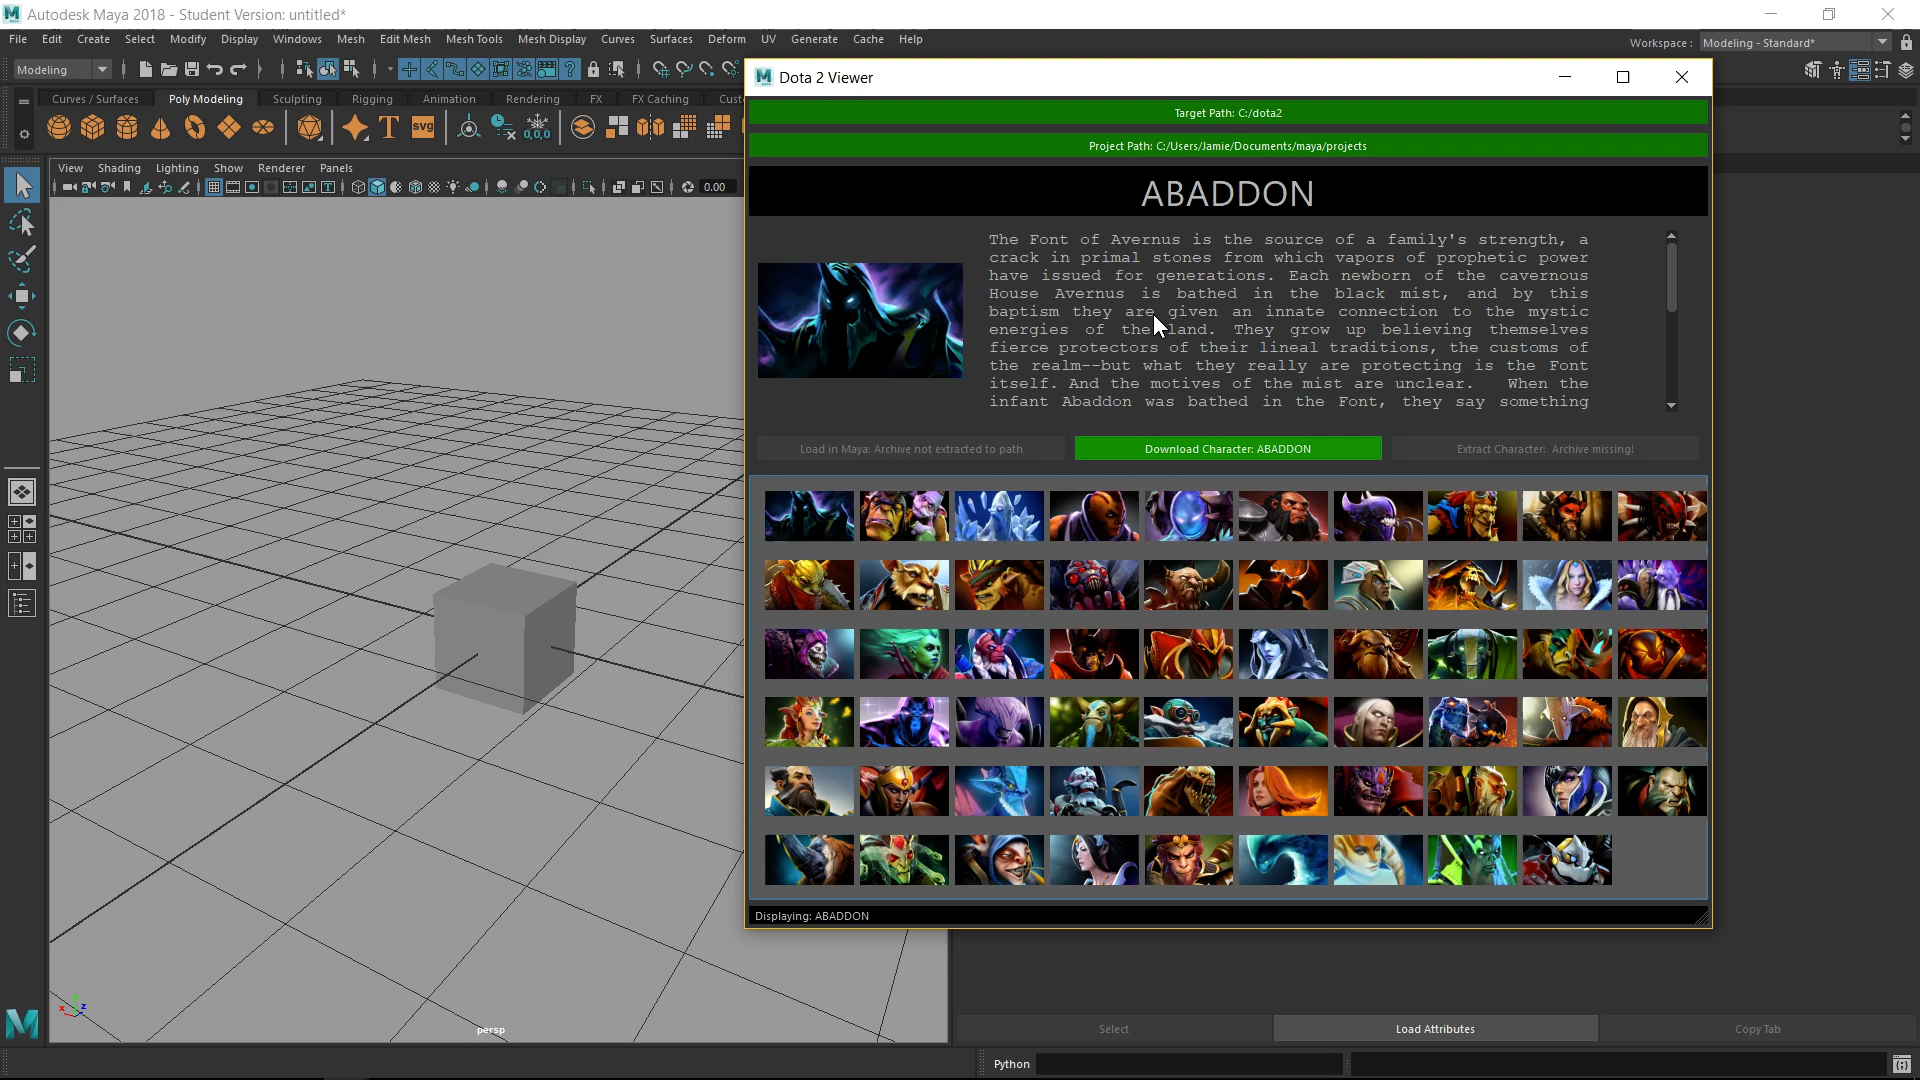 Autodesk Maya 2018 - Student Version: untitled*
File Edit Create Select Modify Display Windows Mesh Edit Mesh Mesh Tools Mesh Display Curves Surfaces Deform UV Generate Cache Help
Workspace: Modeling - Standard*
Modeling
Curves / Surfaces Poly Modeling Sculpting Rigging Animation Rendering FX FX Caching
T svg 0,0,0
View Shading Lighting Show Renderer Panels
0.00
Dota 2 Viewer
Target Path: C:/dota2
Project Path: C:/Users/Jamie/Documents/maya/projects
ABADDON
The Font of Avernus is the source of a family's strength, a
crack in primal stones from which vapors of prophetic power
have issued for generations. Each newborn of the cavernous
House Avernus is bathed in the black mist, and by this
baptism they are given an innate connection to the mystic
energies of the land. They grow up believing themselves
fierce protectors of their lineal traditions, the customs of
the realm--but what they really are protecting is the Font
itself. And the motives of the mist are unclear. When the
infant Abaddon was bathed in the Font, they say something
Load in Maya: Archive not extracted to path
Download Character: ABADDON
Extract Character: Archive missing!
Displaying: ABADDON
y
x z
persp
Select Load Attributes Copy Tab
Python